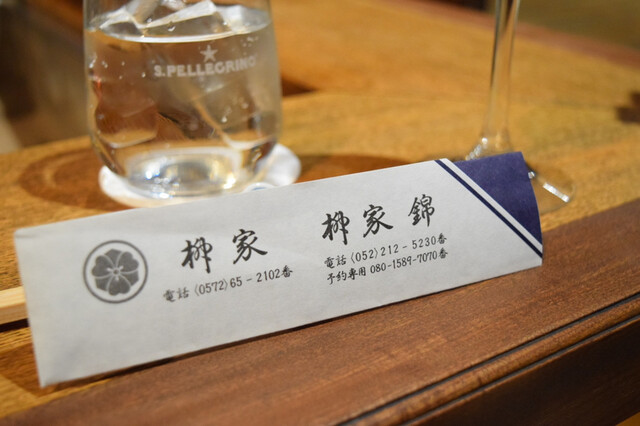 S.PELLEGRINO
柳家
電話(0572)65-2102番
柳家 錦
電話(052)212-5230番
予約専用 080-1589-7070番